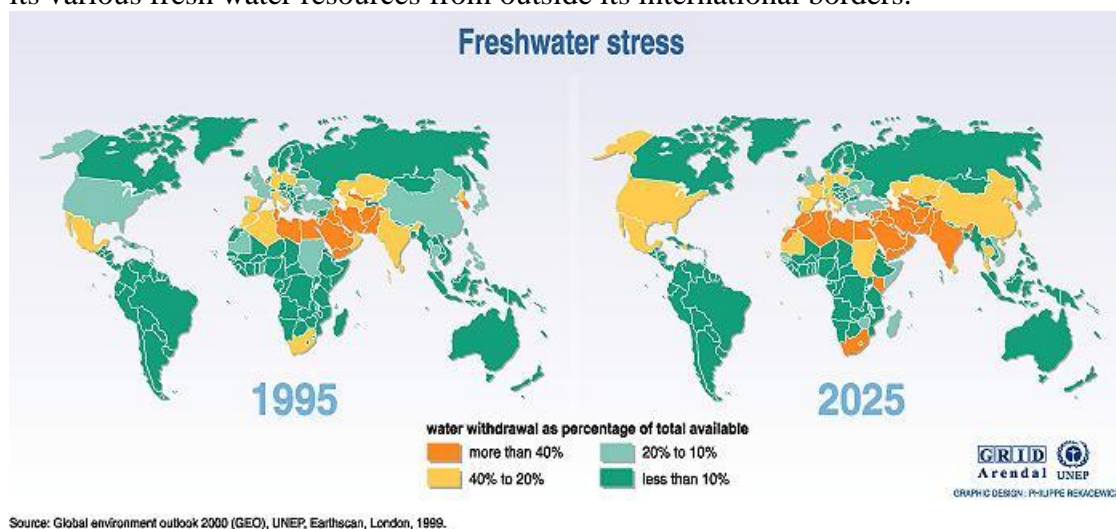 its various fresh water resources from outside its international borders.
Freshwater stress
1995
2025
water withdrawal as percentage of total available
more than 40%
20% to 10%
40% to 20%
less than 10%
GRID
Arendal
UNEP
GRAPHIC DESIGN : PHILIPPE REKACEWICZ
Source: Global environment outlook 2000 (GEO), UNEP, Earthscan, London, 1999.